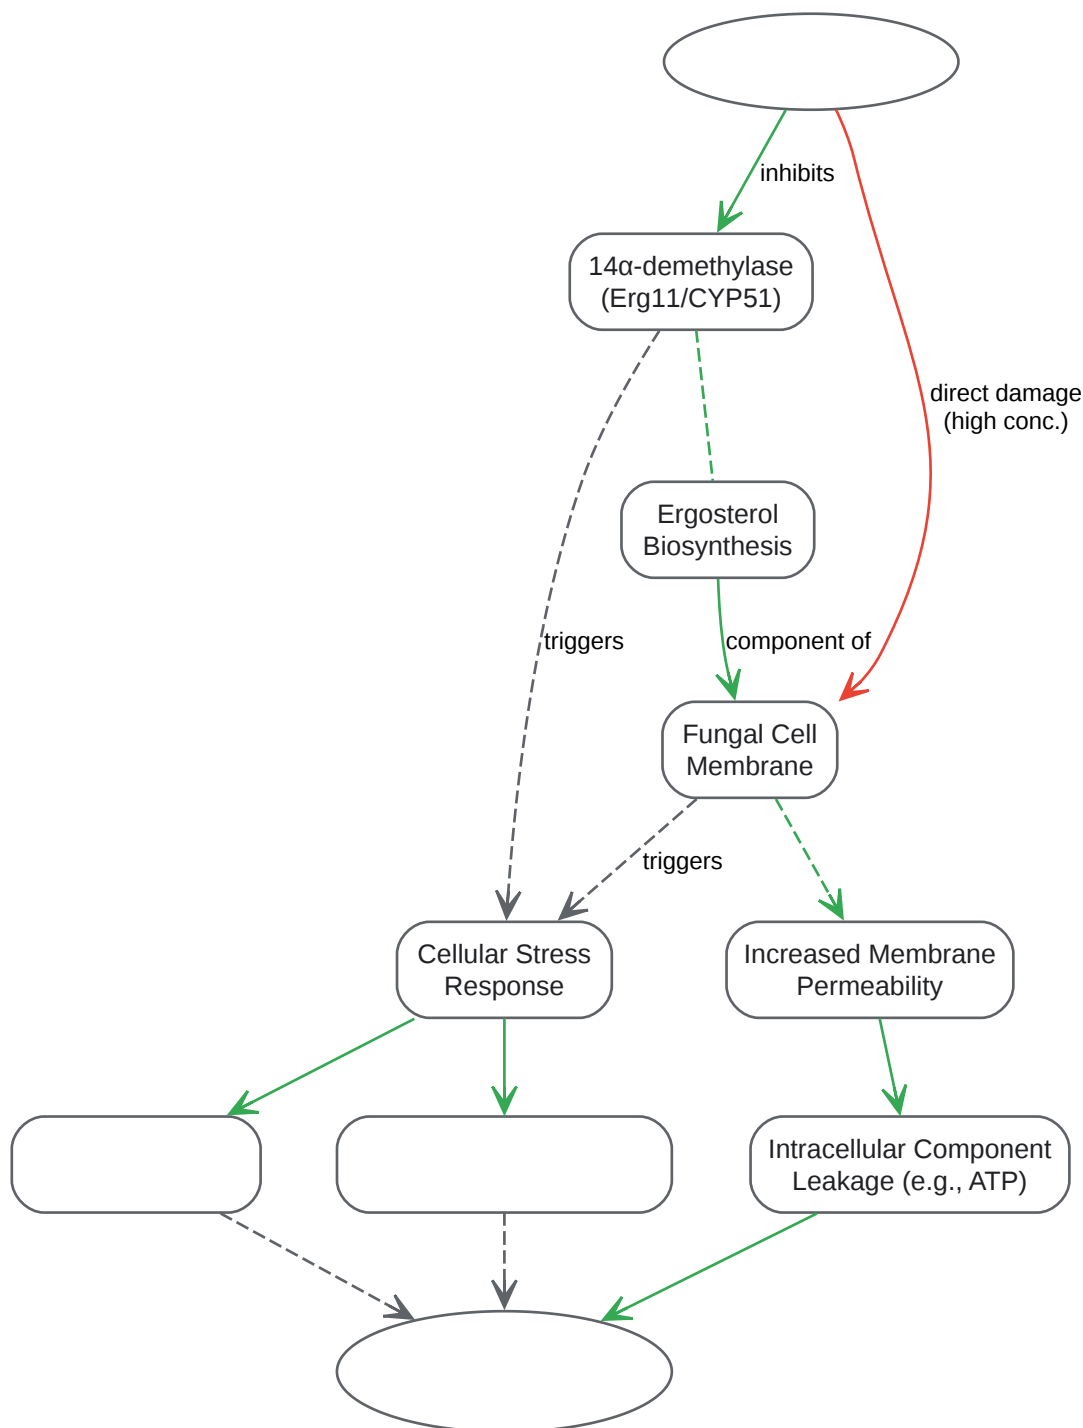 inhibits
14α-demethylase
(Erg11/CYP51)
direct damage
(high conc.)
Ergosterol
Biosynthesis
triggers
component of
Fungal Cell
Membrane
triggers
Cellular Stress
Response
Increased Membrane
Permeability
Intracellular Component
Leakage (e.g., ATP)